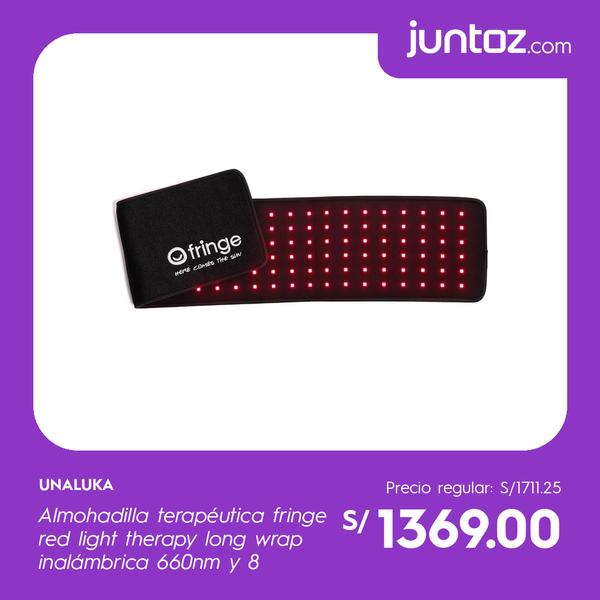 juntoz.com
fringe
HERE COMES THE SUN
UNALUKA
Almohadilla terapéutica fringe
red light therapy long wrap
inalámbrica 660nm y 8
Precio regular: S/1711.25
S/ 1369.00